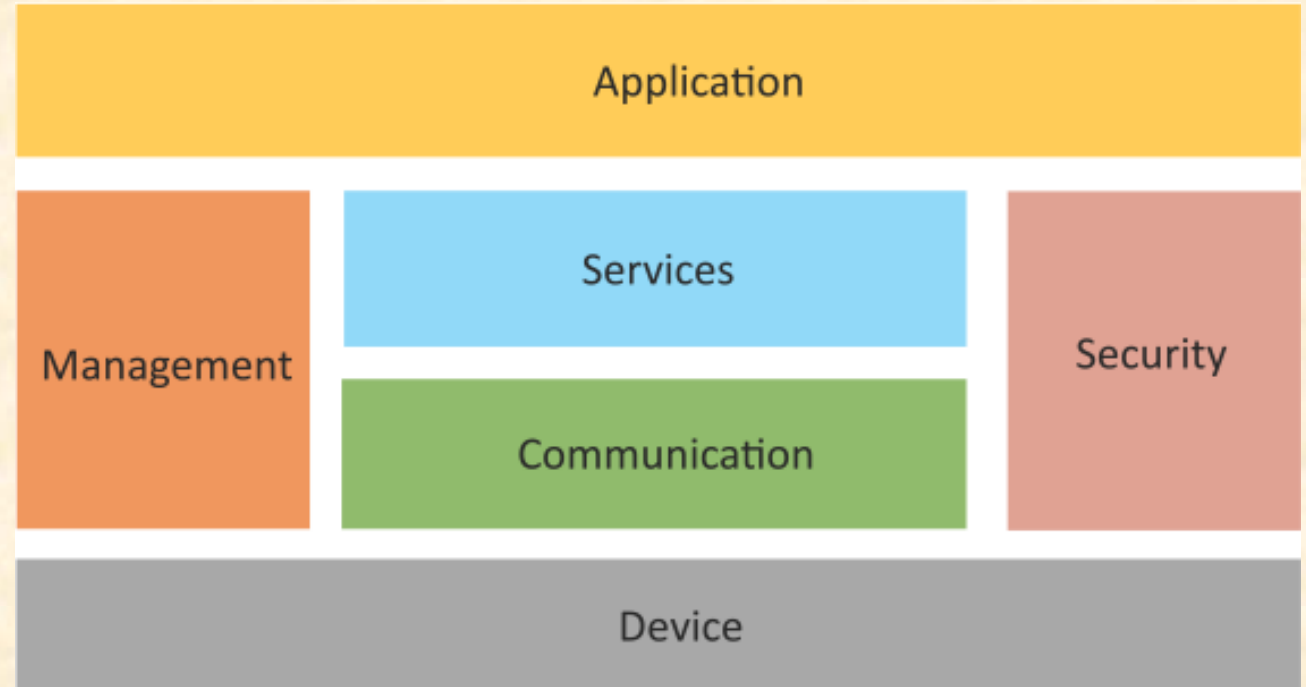 Application
Services
Management
Security
Communication
Device